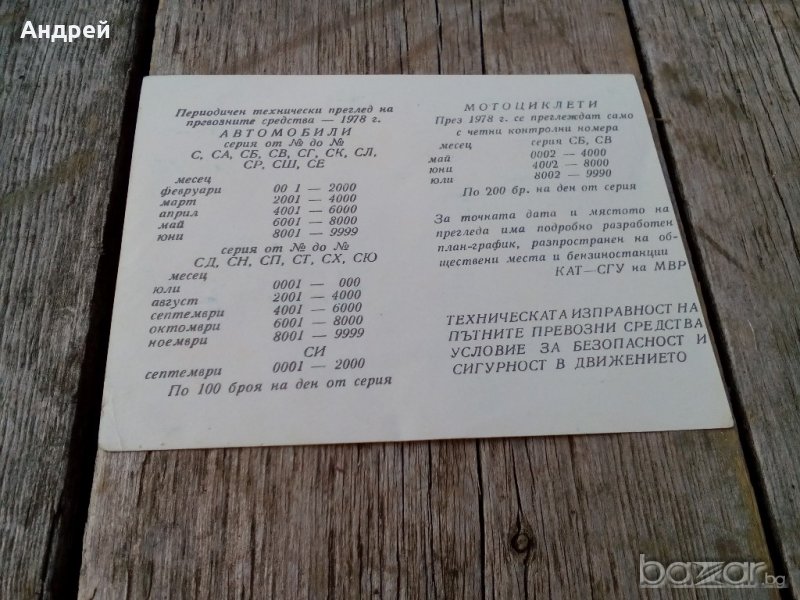 Андрей
Периодичен технически преглед на
превозните средства — 1978 г.
АВТОМОБИЛИ
серия от № до №
С, СА, СБ, СВ, СГ, СК, СЛ,
СР, СШ, СЕ
месец
февруари 00 1 — 2000
март 2001 — 4000
април 4001 — 6000
май 6001 — 8000
юни 8001 — 9999
серия от № до №
СД, СН, СП, СТ, СХ, СЮ
месец
юли 0001 — 000
август 2001 — 4000
септември 4001 — 6000
октомври 6001 — 8000
ноември 8001 — 9999
СИ
септември 0001 — 2000
По 100 броя на ден от серия
МОТОЦИКЛЕТИ
През 1978 г. се преглеждат само
с четни контролни номера
месец серия СБ, СВ
май 0002 — 4000
юни 4002 — 8000
юли 8002 — 9990
По 200 бр. на ден от серия
За точната дата и мястото на
прегледа има подробно разработен
план-график, разпространен на об-
ществени места и бензиностанции
КАТ—СГУ на МВР
ТЕХНИЧЕСКАТА ИЗПРАВНОСТ НА
ПЪТНИТЕ ПРЕВОЗНИ СРЕДСТВА
УСЛОВИЕ ЗА БЕЗОПАСНОСТ И
СИГУРНОСТ В ДВИЖЕНИЕТО
bazar.bg